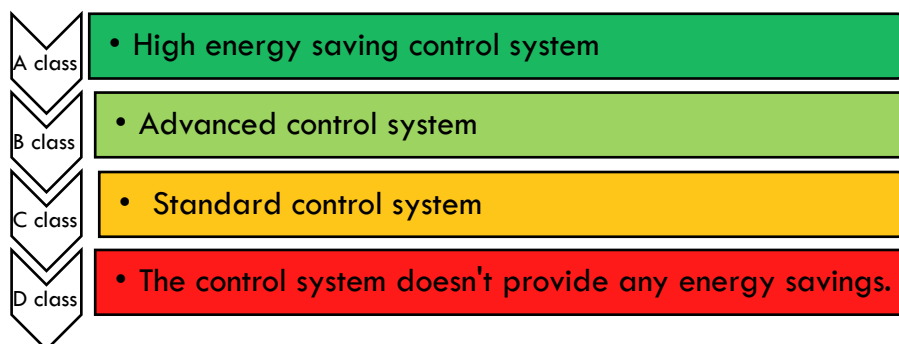 A class
• High energy saving control system
B class
• Advanced control system
C class
• Standard control system
D class
• The control system doesn't provide any energy savings.